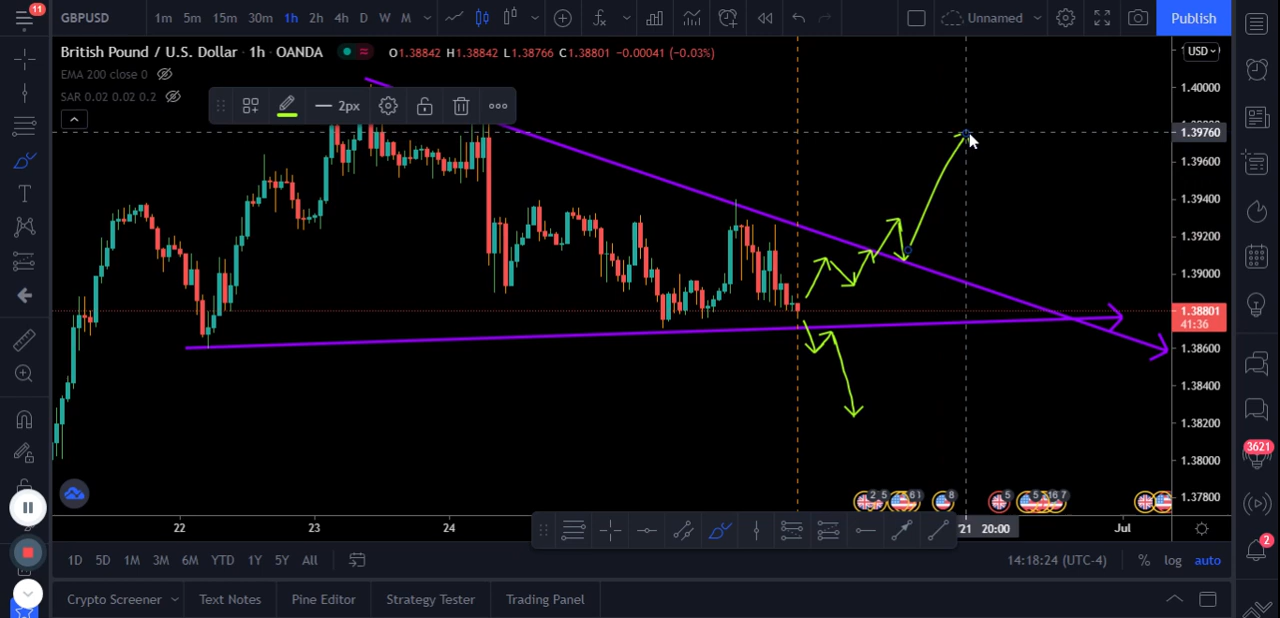 11
GBPUSD 1m 5m 15m 30m 1h 2h 4h D W M Unnamed Publish
British Pound / U.S. Dollar · 1h · OANDA O1.38842 H1.38842 L1.38766 C1.38801 −0.00041 (−0.03%)
EMA 200 close 0
SAR 0.02 0.02 0.2
2px
USD
1.40000
1.39760
1.39600
1.39400
1.39200
1.39000
1.38801
41:36
1.38600
1.38400
1.38200
1.38000
1.37800
3621
2
22 23 24 '21 20:00 Jul
1D 5D 1M 3M 6M YTD 1Y 5Y All 14:18:24 (UTC-4) % log auto
Crypto Screener Text Notes Pine Editor Strategy Tester Trading Panel